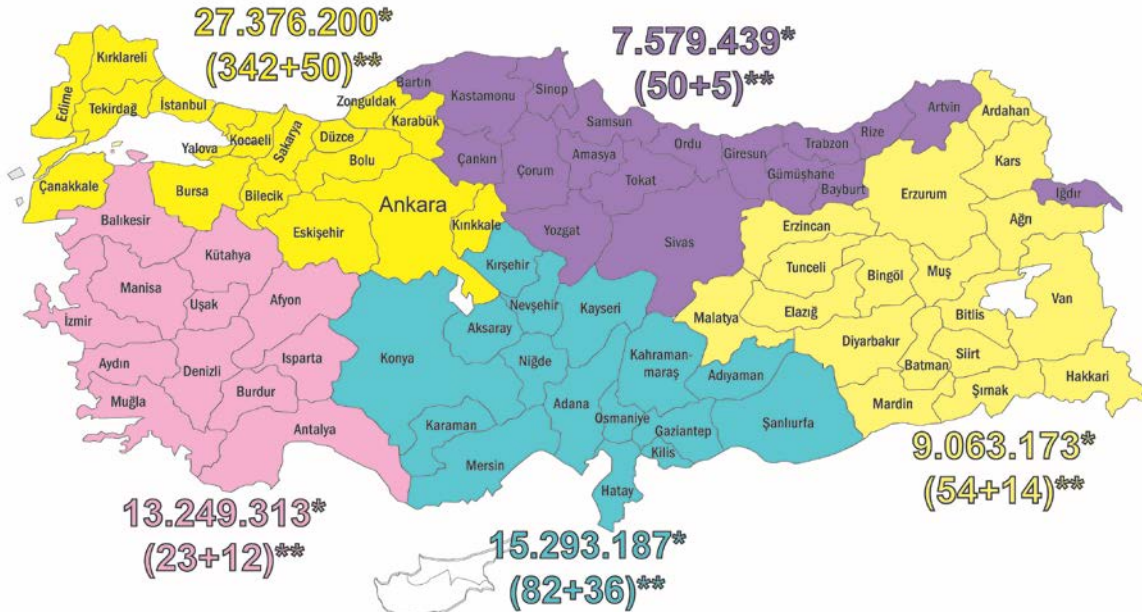 27.376.200*
(342+50)**
7.579.439*
(50+5)**
Kırklareli
Edirne
Tekirdağ
İstanbul
Kocaeli
Yalova
Sakarya
Düzce
Zonguldak
Bartın
Karabük
Bolu
Çanakkale
Bursa
Bilecik
Eskişehir
Ankara
Kırıkkale
Kastamonu
Sinop
Samsun
Çankırı
Çorum
Amasya
Tokat
Ordu
Giresun
Trabzon
Rize
Artvin
Gümüşhane
Bayburt
Yozgat
Sivas
Iğdır
Ardahan
Kars
Erzurum
Ağrı
Erzincan
Tunceli
Bingöl
Muş
Van
Malatya
Elazığ
Bitlis
Diyarbakır
Batman
Siirt
Mardin
Şımak
Hakkari
Balıkesir
Kütahya
Manisa
Uşak
Afyon
İzmir
Aydın
Denizli
Isparta
Burdur
Muğla
Antalya
Kırşehir
Nevşehir
Kayseri
Aksaray
Konya
Niğde
Kahraman-
maraş
Adıyaman
Adana
Osmaniye
Gaziantep
Şanlıurfa
Karaman
Mersin
Kilis
Hatay
9.063.173*
(54+14)**
13.249.313*
(23+12)**
15.293.187*
(82+36)**